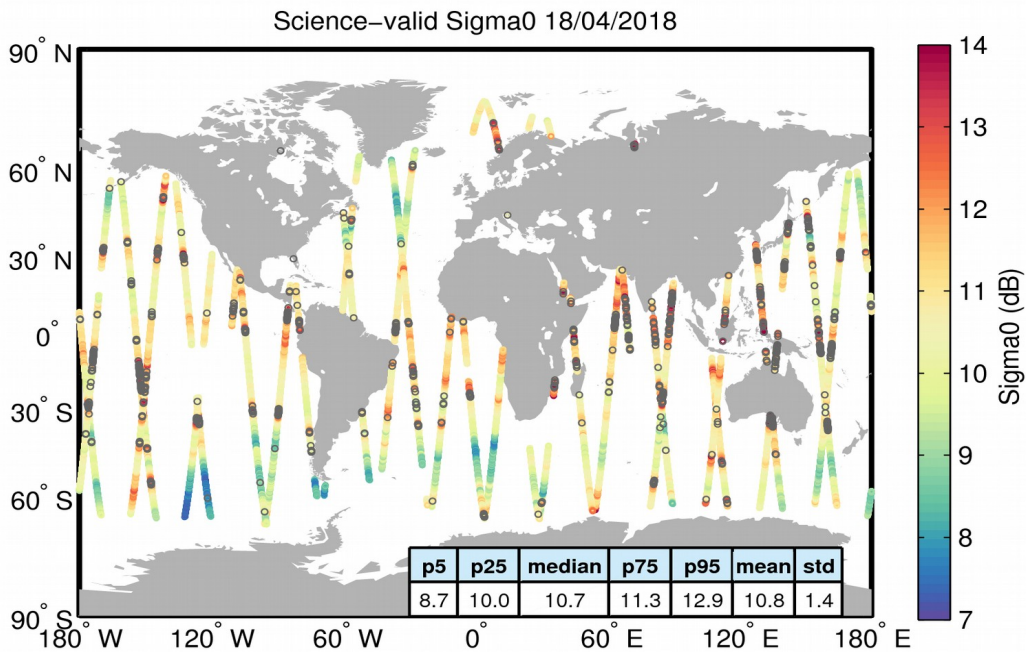 Science−valid Sigma0 18/04/2018
90° N
60° N
30° N
0°
30° S
60° S
90° S
180° W
120° W
60° W
0°
60° E
120° E
180° E
p5 p25 median p75 p95 mean std
8.7 10.0 10.7 11.3 12.9 10.8 1.4
14
13
12
11
10
9
8
7
Sigma0 (dB)